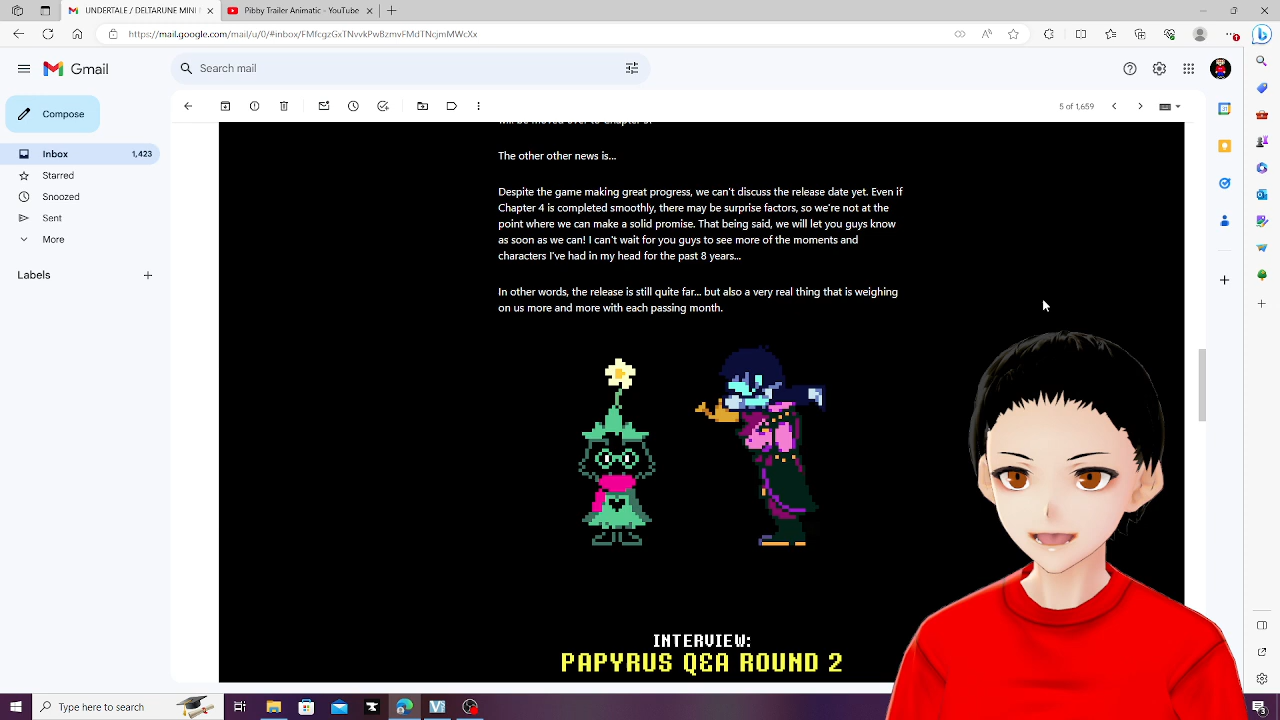 UNDERTALE / DELTARUNE MINI
Pibby Trailer Animatic - YouTube
https://mail.google.com/mail/u/0/#inbox/FMfcgzGxTNvvkPwBzmvFMdTNcjmMWcXx
Gmail
Search mail
Compose
5 of 1,659
Inbox 1,423
Starred
Snoozed
Sent
More
Labels
will be moved over to Chapter 5.
The other other news is...
Despite the game making great progress, we can't discuss the release date yet. Even if
Chapter 4 is completed smoothly, there may be surprise factors, so we're not at the
point where we can make a solid promise. That being said, we will let you guys know
as soon as we can! I can't wait for you guys to see more of the moments and
characters I've had in my head for the past 8 years...
In other words, the release is still quite far... but also a very real thing that is weighing
on us more and more with each passing month.
INTERVIEW:
PAPYRUS Q&A ROUND 2
Type here to search